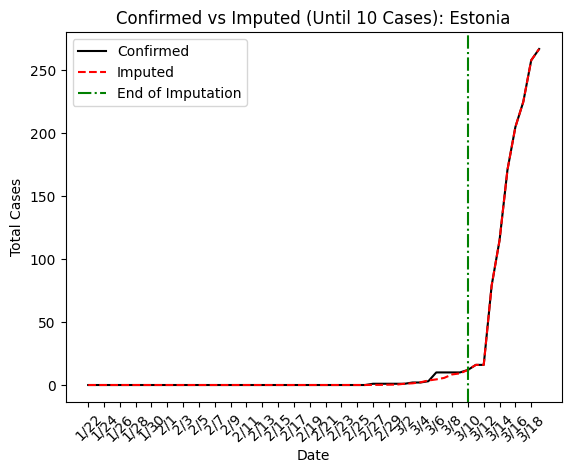 Confirmed vs Imputed (Until 10 Cases): Estonia
Confirmed
Imputed
End of Imputation
Total Cases
250
200
150
100
50
0
1/22 1/24 1/26 1/28 1/30 2/1 2/3 2/5 2/7 2/9 2/11 2/13 2/15 2/17 2/19 2/21 2/23 2/25 2/27 2/29 3/2 3/4 3/6 3/8 3/10 3/12 3/14 3/16 3/18
Date